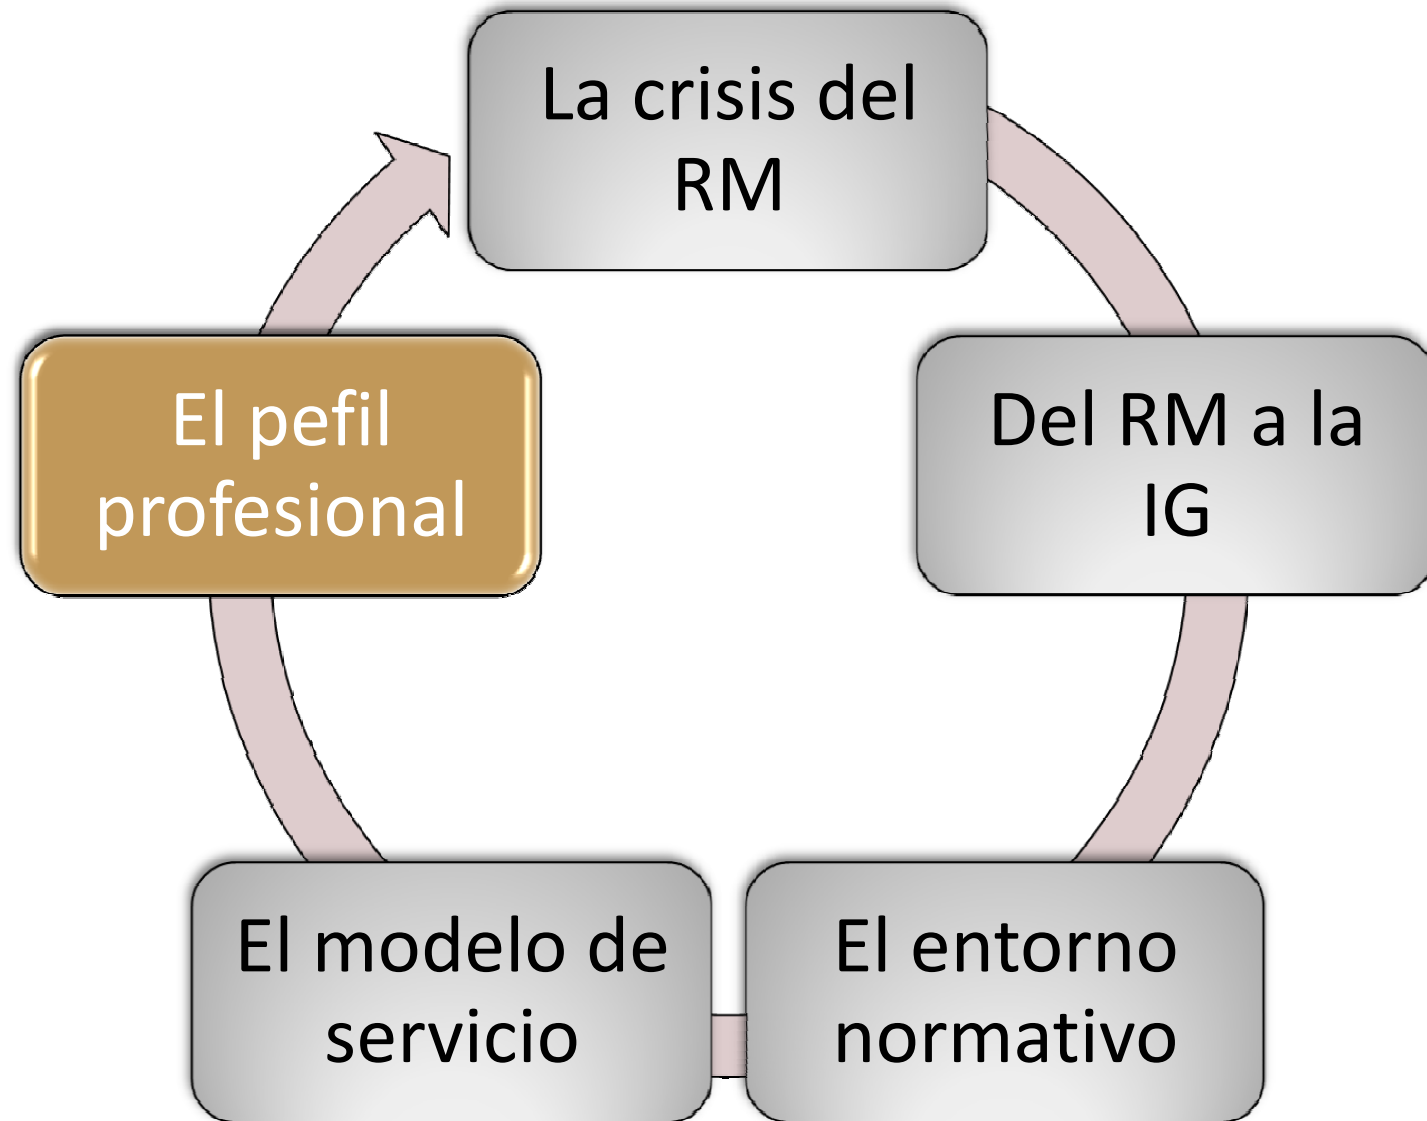 La crisis del
RM
Del RM a la
IG
El entorno
normativo
El modelo de
servicio
El pefil
profesional